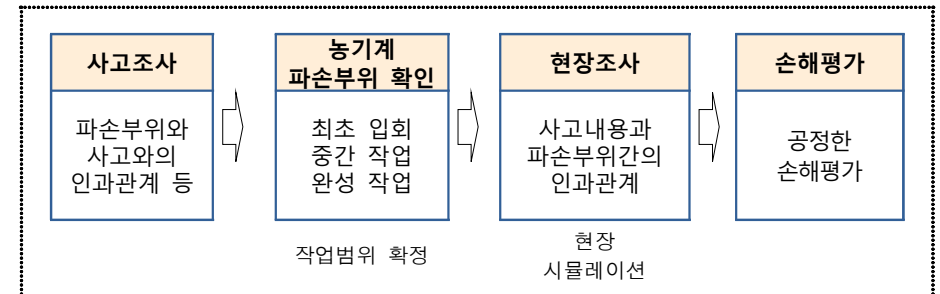 사고조사
파손부위와
사고와의
인과관계 등
농기계
파손부위 확인
최초 입회
중간 작업
완성 작업
작업범위 확정
현장조사
사고내용과
파손부위간의
인과관계
현장
시뮬레이션
손해평가
공정한
손해평가